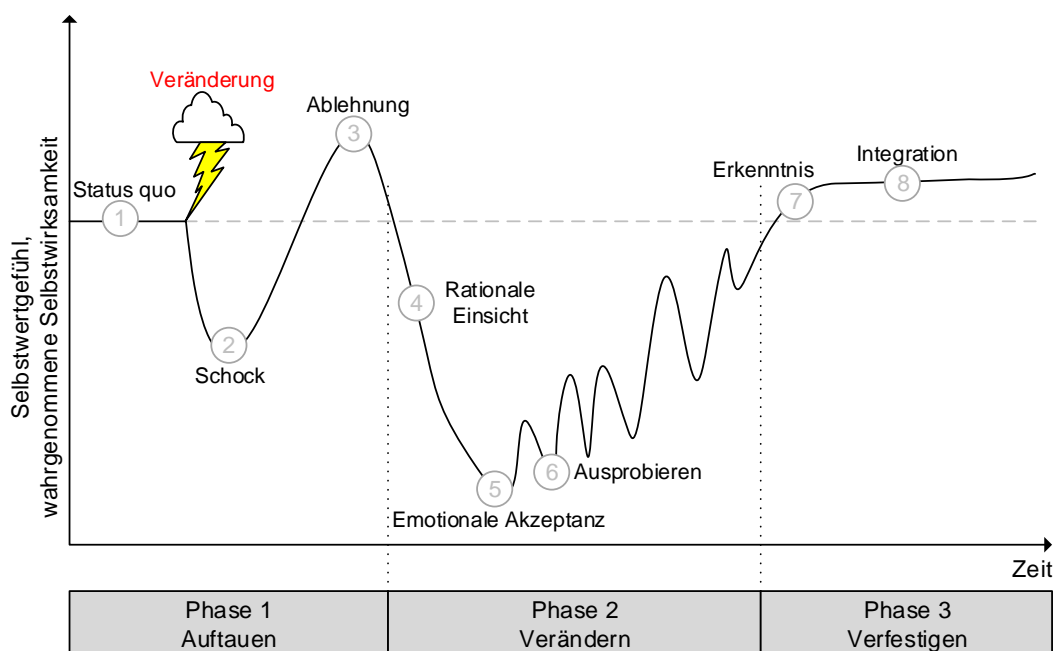 Veränderung
Ablehnung
3
Status quo
1
Erkenntnis
7
Integration
8
Selbstwertgefühl,
wahrgenommene Selbstwirksamkeit
2
Schock
4
Rationale
Einsicht
5
Emotionale Akzeptanz
6
Ausprobieren
Zeit
Phase 1
Auftauen
Phase 2
Verändern
Phase 3
Verfestigen